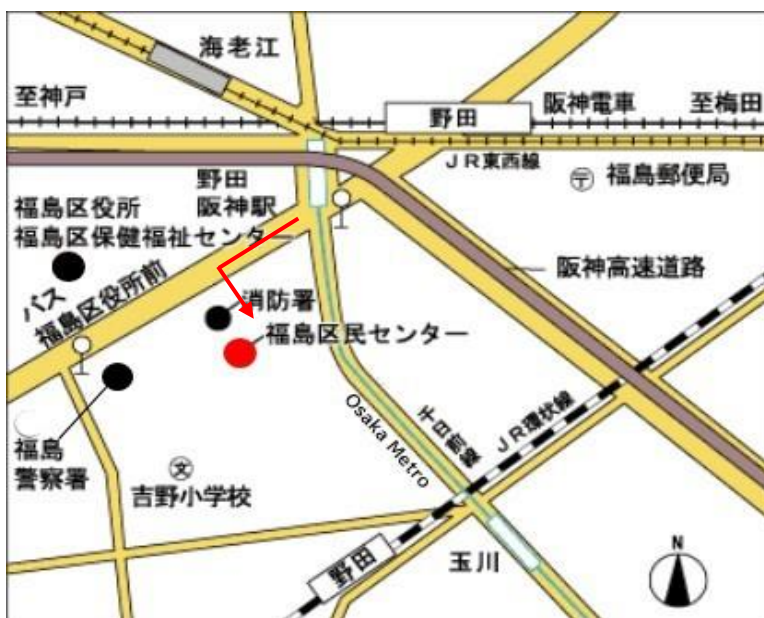 海老江
至神戸
野田
阪神電車
至梅田
JR東西線
〒
福島郵便局
野田
阪神駅
福島区役所
福島区保健福祉センター
阪神高速道路
バス
福島区役所前
消防署
福島区民センター
Osaka Metro
千日前線
JR環状線
福島
警察署
文
吉野小学校
野田
玉川
N